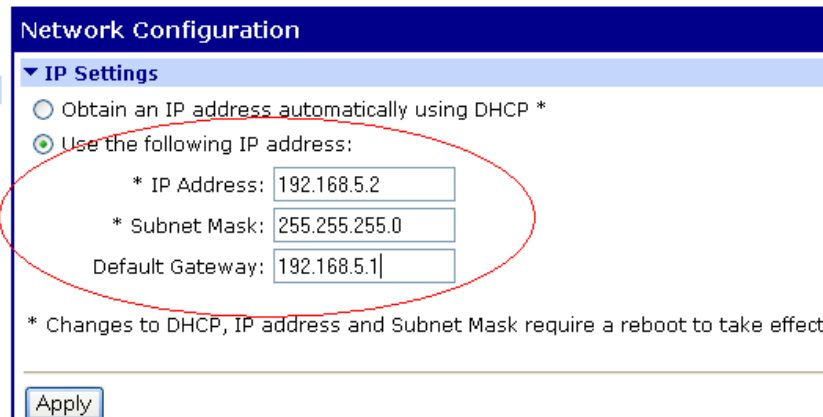 Network Configuration
IP Settings
Obtain an IP address automatically using DHCP *
Use the following IP address:
* IP Address: 192.168.5.2
* Subnet Mask: 255.255.255.0
Default Gateway: 192.168.5.1
* Changes to DHCP, IP address and Subnet Mask require a reboot to take effect
Apply